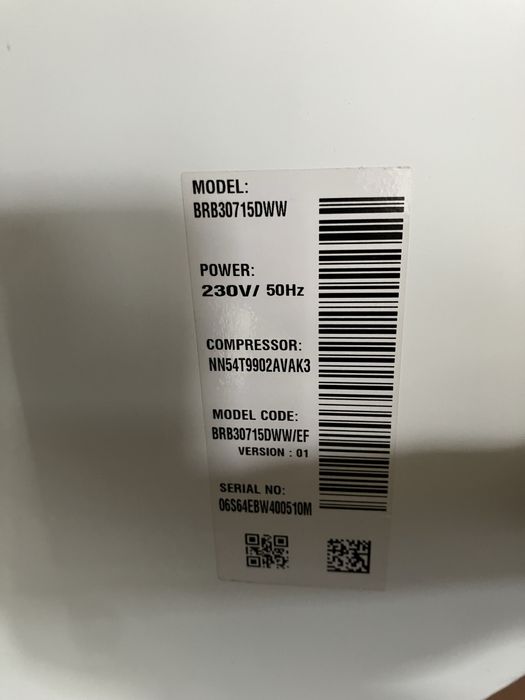 MODEL:
BRB30715DWW
POWER:
230V/ 50Hz
COMPRESSOR:
NN54T9902AVAK3
MODEL CODE:
BRB30715DWW/EF
VERSION : 01
SERIAL NO:
06S64EBW400510M